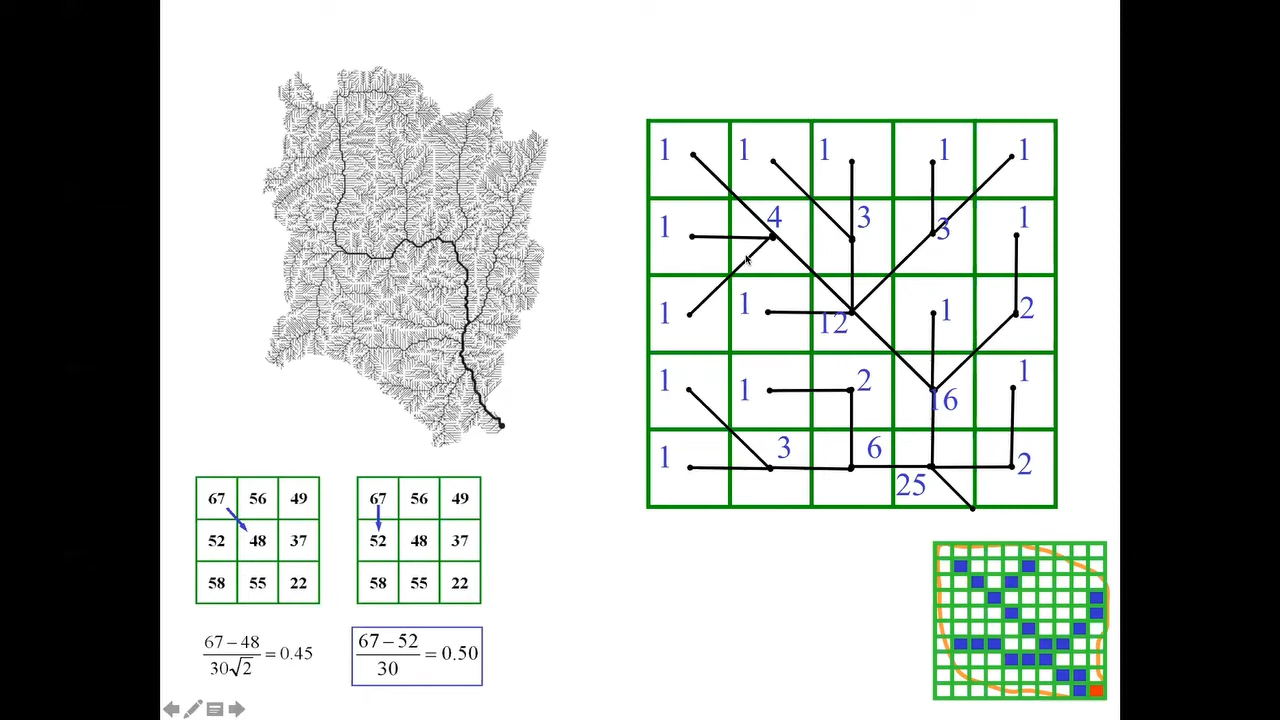 1 1 1 1 1
1 4 3 3 1
1 1 12 1 2
1 1 2 16 1
1 3 6 25 2
67 56 49
52 48 37
58 55 22
67 56 49
52 48 37
58 55 22
67 − 48
30√2
= 0.45
67 − 52
30
= 0.50